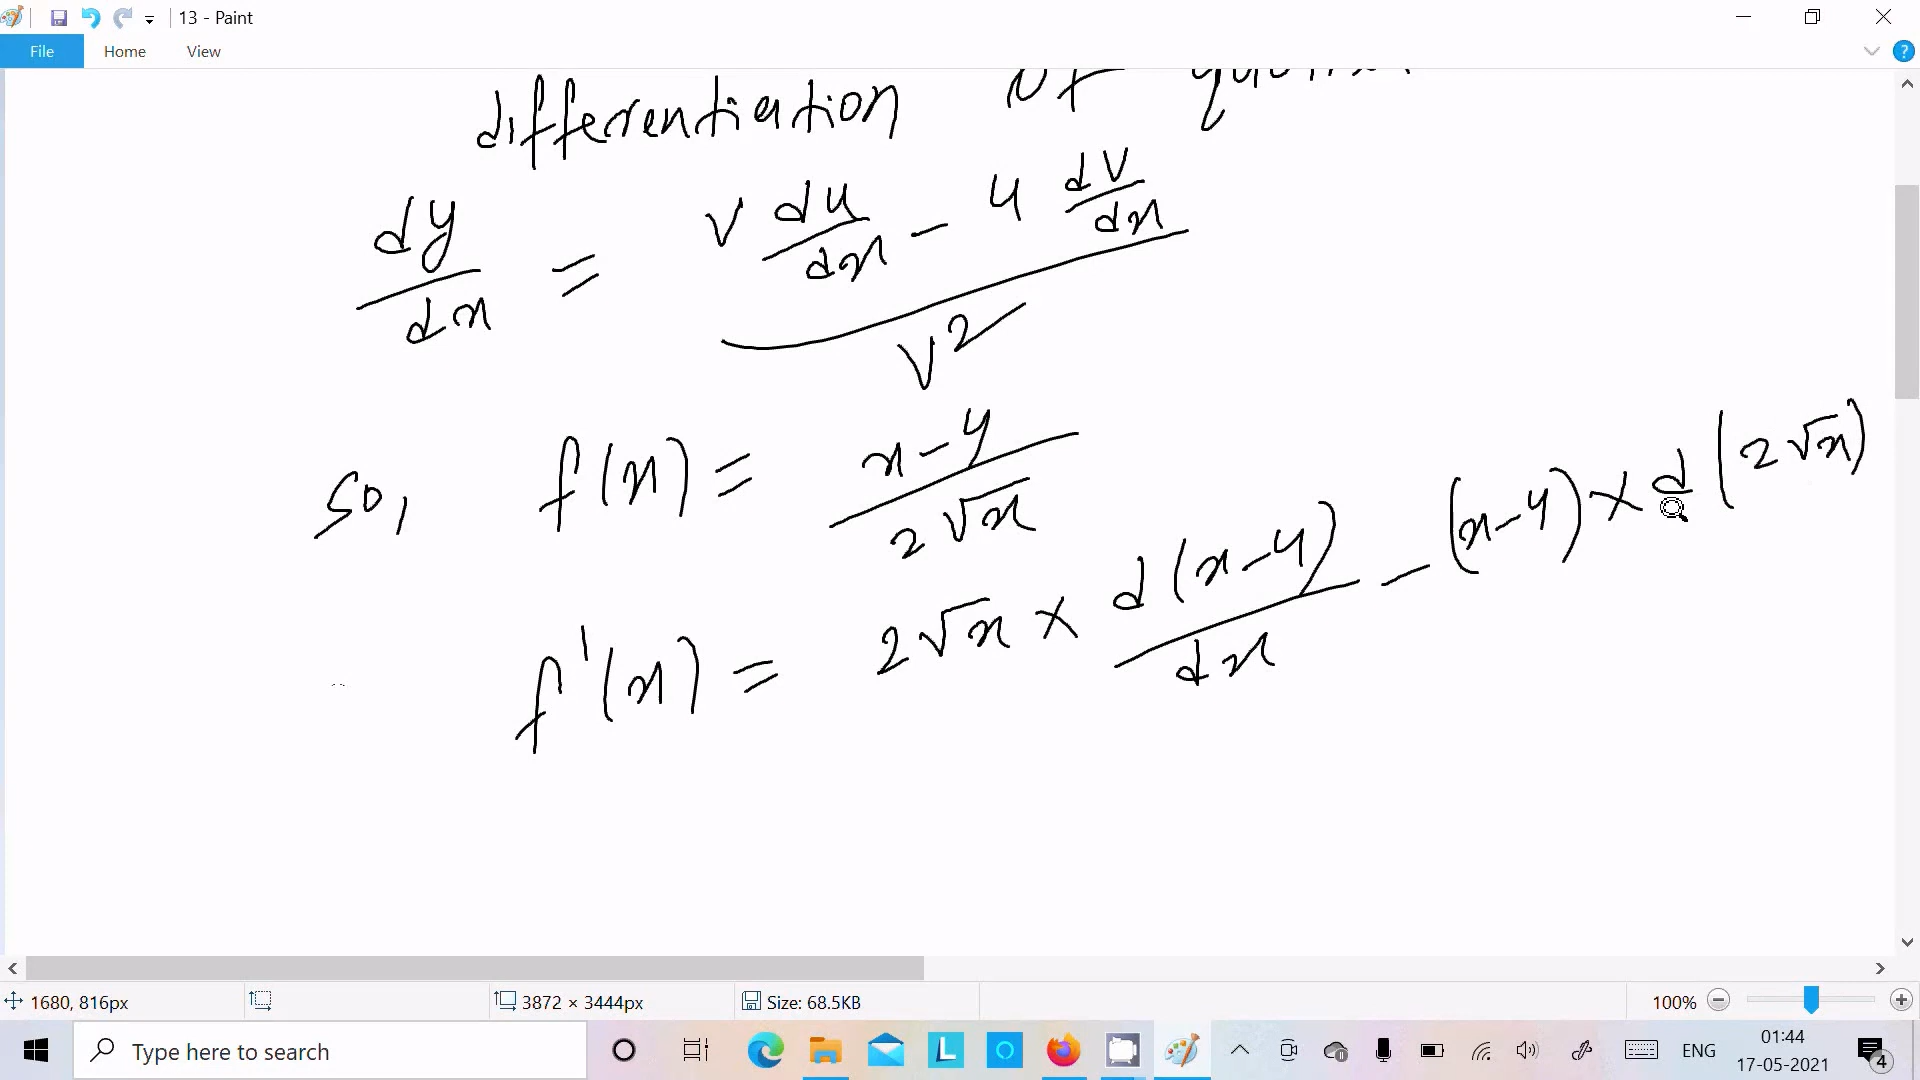 13 - Paint
File Home View
differentiation of
dy/dx = (v du/dx - u dv/dx)/v²
so, f(x) = (x-4)/(2√x)
f'(x) = 2√x × d(x-4)/dx - (x-4) × d(2√x)
1680, 816px
3872 × 3444px
Size: 68.5KB
100%
Type here to search
ENG
01:44
17-05-2021
4